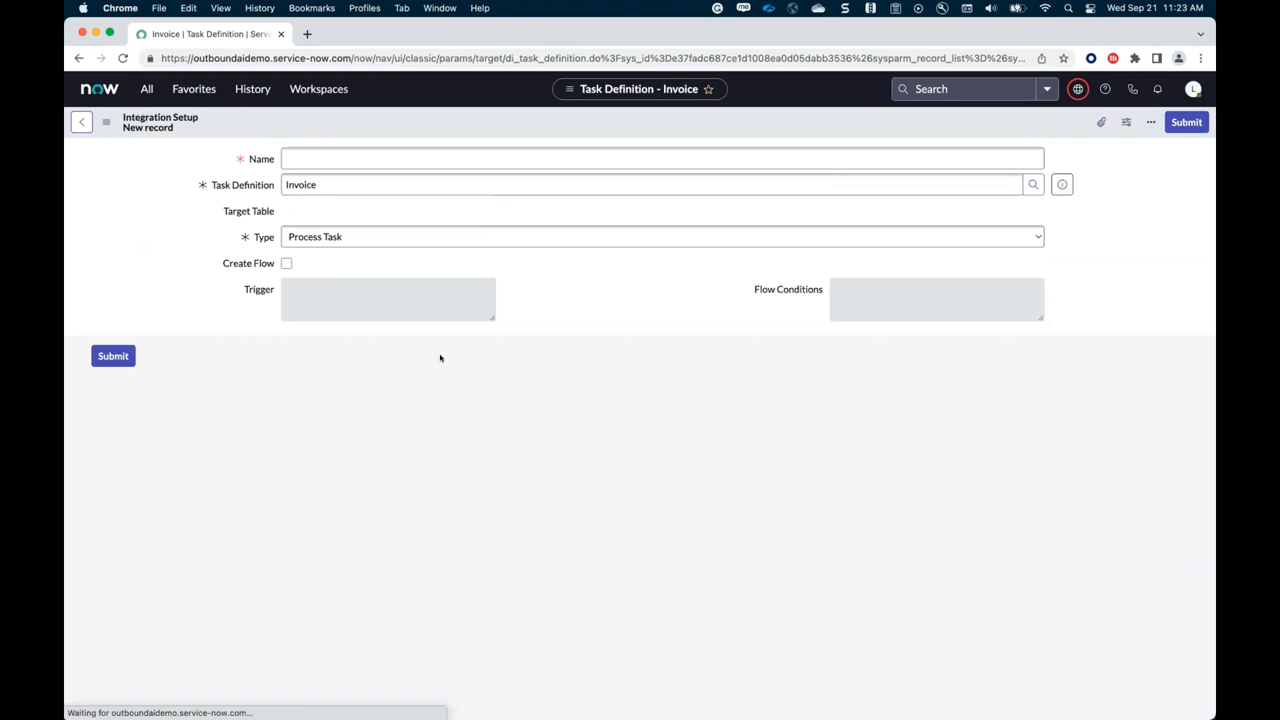 Chrome File Edit View History Bookmarks Profiles Tab Window Help Wed Sep 21 11:23 AM
Invoice | Task Definition | Servi
https://outboundaidemo.service-now.com/now/nav/ui/classic/params/target/di_task_definition.do%3Fsys_id%3De37fadc687ce1d1008ea0d05dabb3536%26sysparm_record_list%3D%26sy...
now All Favorites History Workspaces Task Definition - Invoice Search L
Integration Setup
New record
Submit
Name
Task Definition Invoice
Target Table
Type Process Task
Create Flow
Trigger Flow Conditions
Submit
Waiting for outboundaidemo.service-now.com...